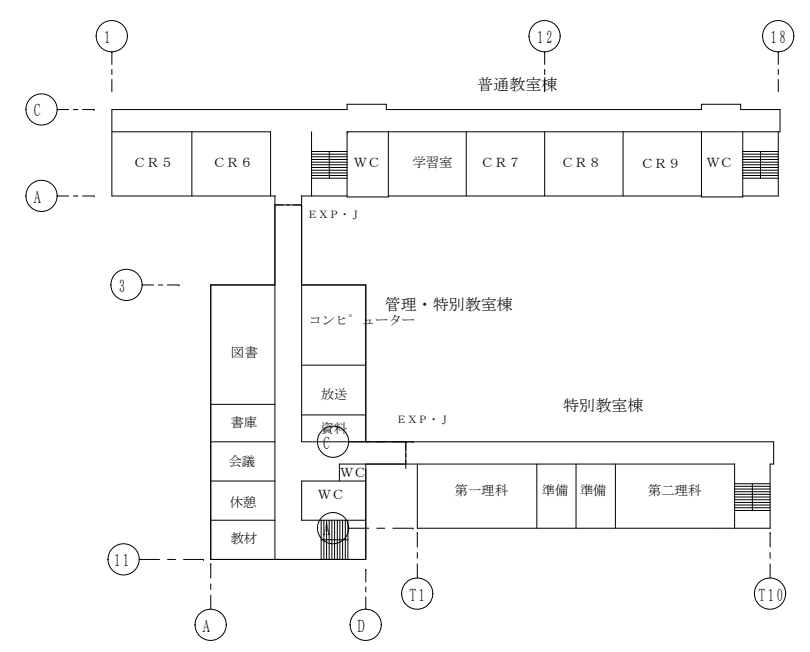 1
12
18
普通教室棟
C
ＣＲ５
ＣＲ６
ＷＣ
学習室
ＣＲ７
ＣＲ８
ＣＲ９
ＷＣ
A
ＥＸＰ・Ｊ
3
管理・特別教室棟
コンピューター
図書
放送
特別教室棟
書庫
資料
ＥＸＰ・Ｊ
C
会議
ＷＣ
休憩
ＷＣ
第一理科
準備
準備
第二理科
教材
A
11
T1
T10
A
D